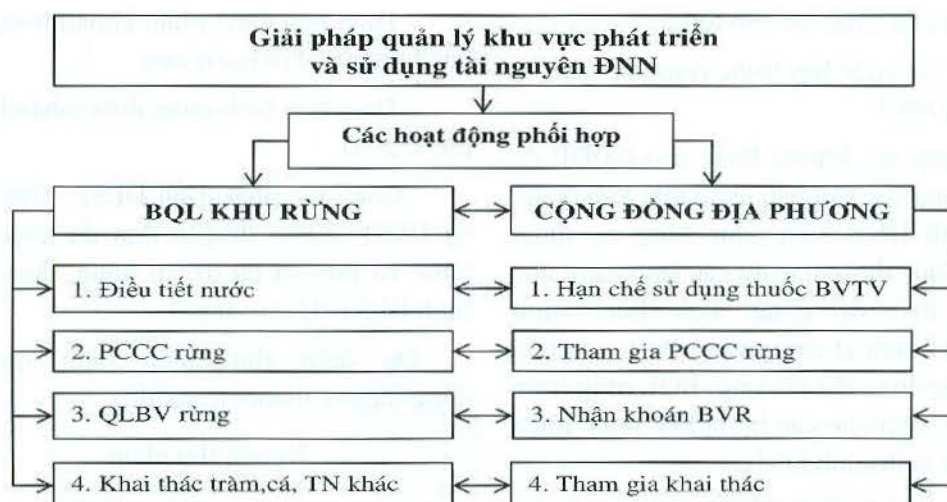 Giải pháp quản lý khu vực phát triển
và sử dụng tài nguyên ĐNN
Các hoạt động phối hợp
BQL KHU RỪNG
CỘNG ĐỒNG ĐỊA PHƯƠNG
1. Điều tiết nước
1. Hạn chế sử dụng thuốc BVTV
2. PCCC rừng
2. Tham gia PCCC rừng
3. QLBV rừng
3. Nhận khoán BVR
4. Khai thác tràm,cá, TN khác
4. Tham gia khai thác